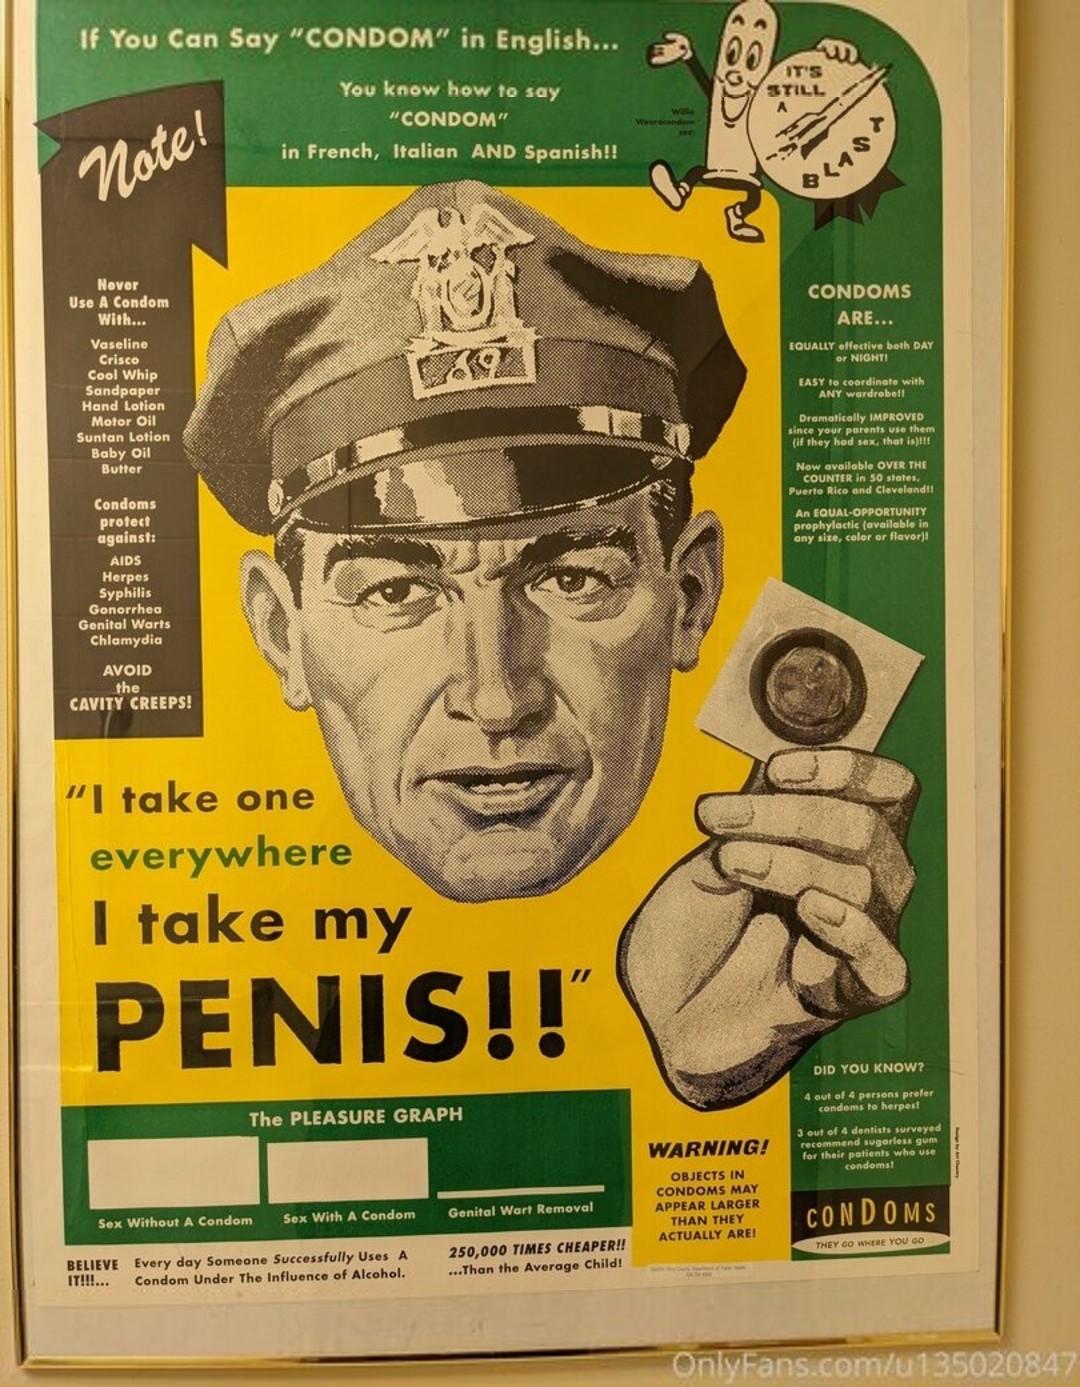 If You Can Say “CONDOM” in English...
You know how to say
“CONDOM”
in French, Italian AND Spanish!!
Willie
Wearacondom
sez:
IT'S
STILL
A
BLAST
Note!
Never
Use A Condom
With...
Vaseline
Crisco
Cool Whip
Sandpaper
Hand Lotion
Motor Oil
Suntan Lotion
Baby Oil
Butter
Condoms
protect
against:
AIDS
Herpes
Syphilis
Gonorrhea
Genital Warts
Chlamydia
AVOID
the
CAVITY CREEPS!
69
CONDOMS
ARE...
EQUALLY effective both DAY
or NIGHT!
EASY to coordinate with
ANY wardrobe!!
Dramatically IMPROVED
since your parents use them
(if they had sex, that is)!!!
Now available OVER THE
COUNTER in 50 states,
Puerto Rico and Cleveland!!
An EQUAL-OPPORTUNITY
prophylactic (available in
any size, color or flavor)!
“I take one
everywhere
I take my
PENIS!!”
The PLEASURE GRAPH
Sex Without A Condom
Sex With A Condom
Genital Wart Removal
BELIEVE
IT!!!...
Every day Someone Successfully Uses A
Condom Under The Influence of Alcohol.
250,000 TIMES CHEAPER!!
...Than the Average Child!
WARNING!
OBJECTS IN
CONDOMS MAY
APPEAR LARGER
THAN THEY
ACTUALLY ARE!
DID YOU KNOW?
4 out of 4 persons prefer
condoms to herpes!
3 out of 4 dentists surveyed
recommend sugarless gum
for their patients who use
condoms!
CONDOMS
THEY GO WHERE YOU GO
Design by Art Chantry
OnlyFans.com/u135020847